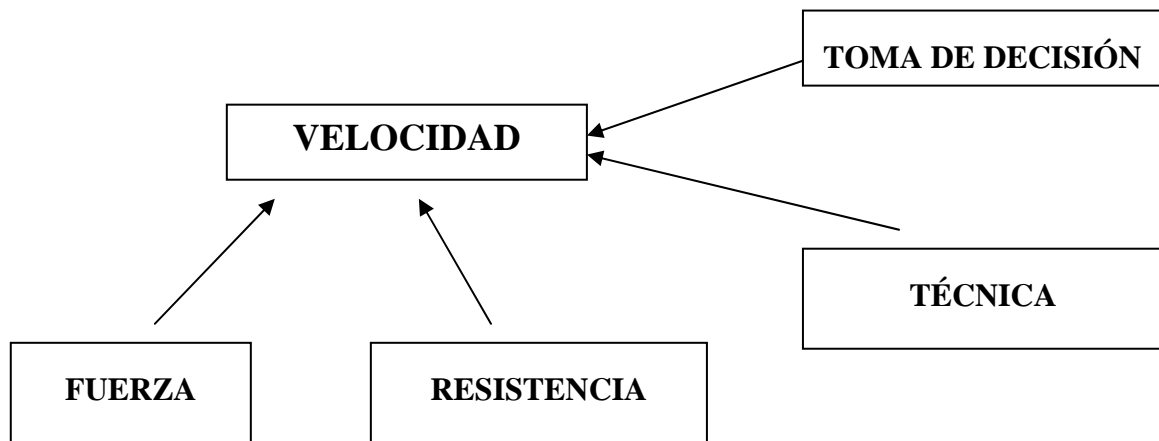 TOMA DE DECISIÓN
VELOCIDAD
TÉCNICA
FUERZA
RESISTENCIA